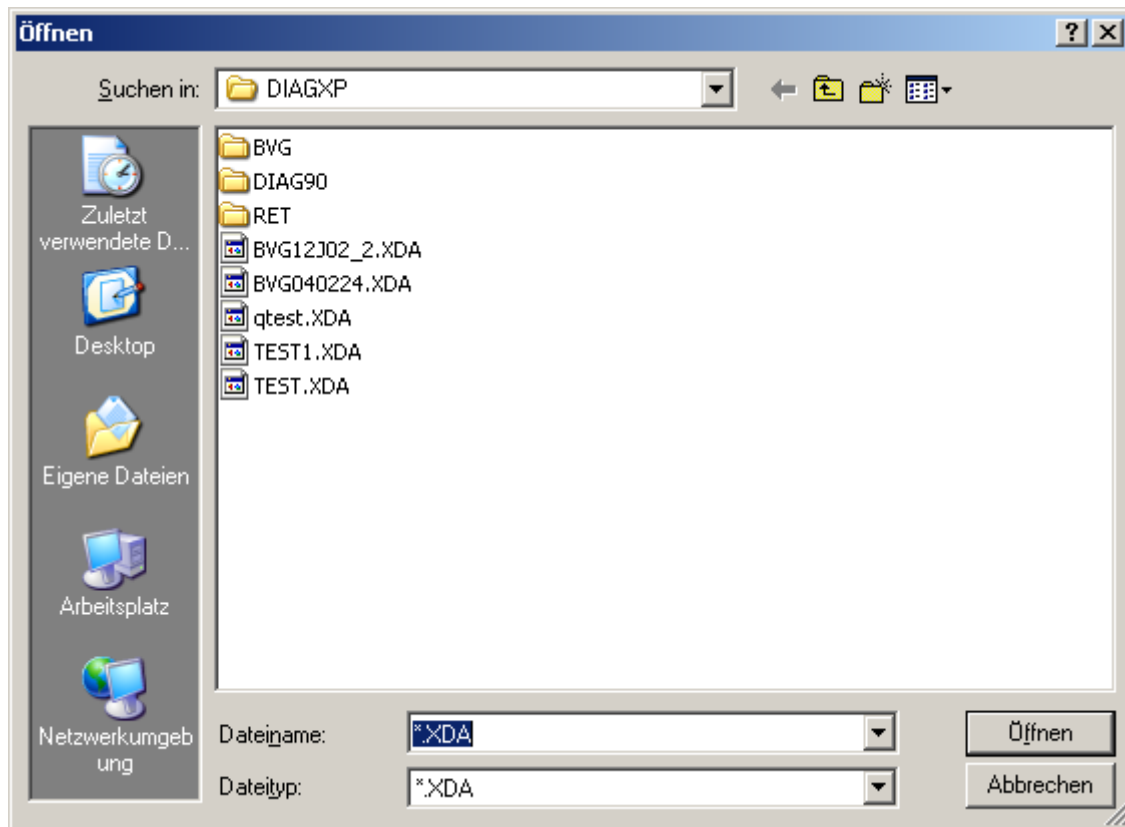 Öffnen
Suchen in: DIAGXP
Zuletzt
verwendete D...
Desktop
Eigene Dateien
Arbeitsplatz
Netzwerkumgeb
ung
BVG
DIAG90
RET
BVG12J02_2.XDA
BVG040224.XDA
qtest.XDA
TEST1.XDA
TEST.XDA
Dateiname: *.XDA Öffnen
Dateityp: *.XDA Abbrechen